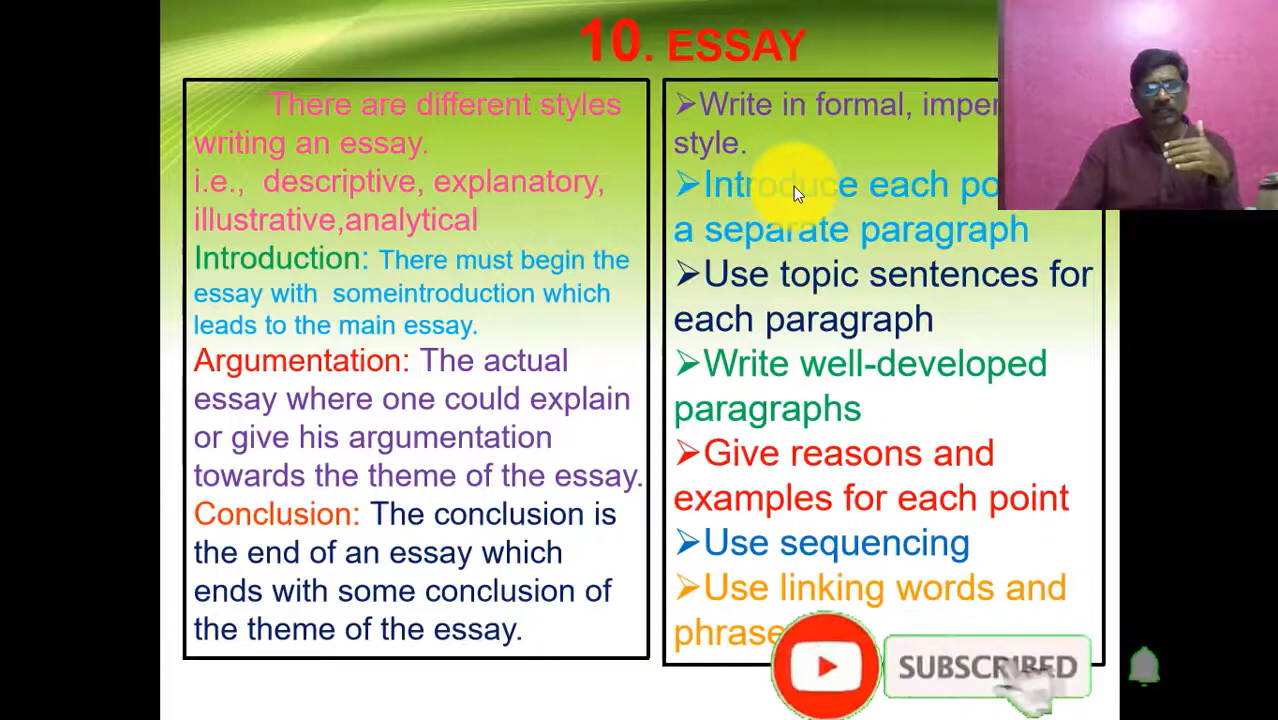 10. ESSAY
There are different styles
writing an essay.
i.e., descriptive, explanatory,
illustrative,analytical
Introduction: There must begin the
essay with someintroduction which
leads to the main essay.
Argumentation: The actual
essay where one could explain
or give his argumentation
towards the theme of the essay.
Conclusion: The conclusion is
the end of an essay which
ends with some conclusion of
the theme of the essay.
➢Write in formal,
style.
➢Introduce each
a separate paragraph
➢Use topic sentences for
each paragraph
➢Write well-developed
paragraphs
➢Give reasons and
examples for each point
➢Use sequencing
➢Use linking words and
phrase
SUBSCRIBED